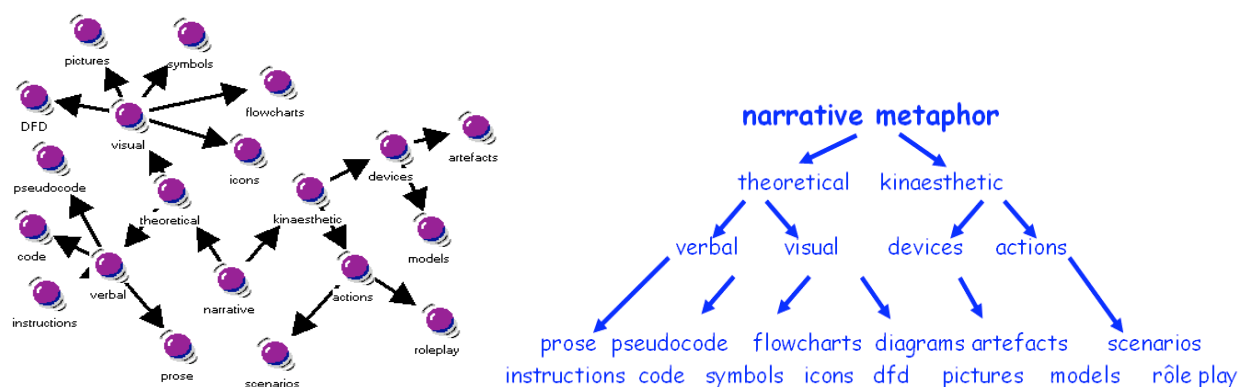 pictures
symbols
flowcharts
DFD
visual
icons
pseudocode
artefacts
devices
theoretical
kinaesthetic
code
models
verbal
narrative
actions
instructions
roleplay
prose
scenarios
narrative metaphor
theoretical kinaesthetic
verbal visual devices actions
prose pseudocode flowcharts diagrams artefacts scenarios
instructions code symbols icons dfd pictures models rôle play